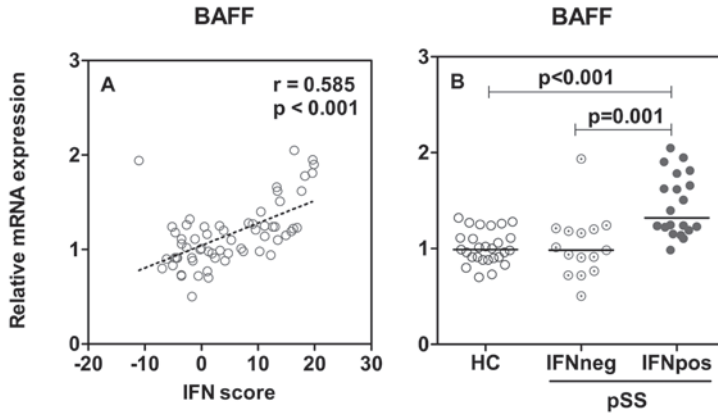 BAFF
A
r = 0.585
p < 0.001
Relative mRNA expression
3
2
1
0
-20 -10 0 10 20 30
IFN score
BAFF
B
p<0.001
p=0.001
3
2
1
0
HC IFNneg IFNpos
pSS